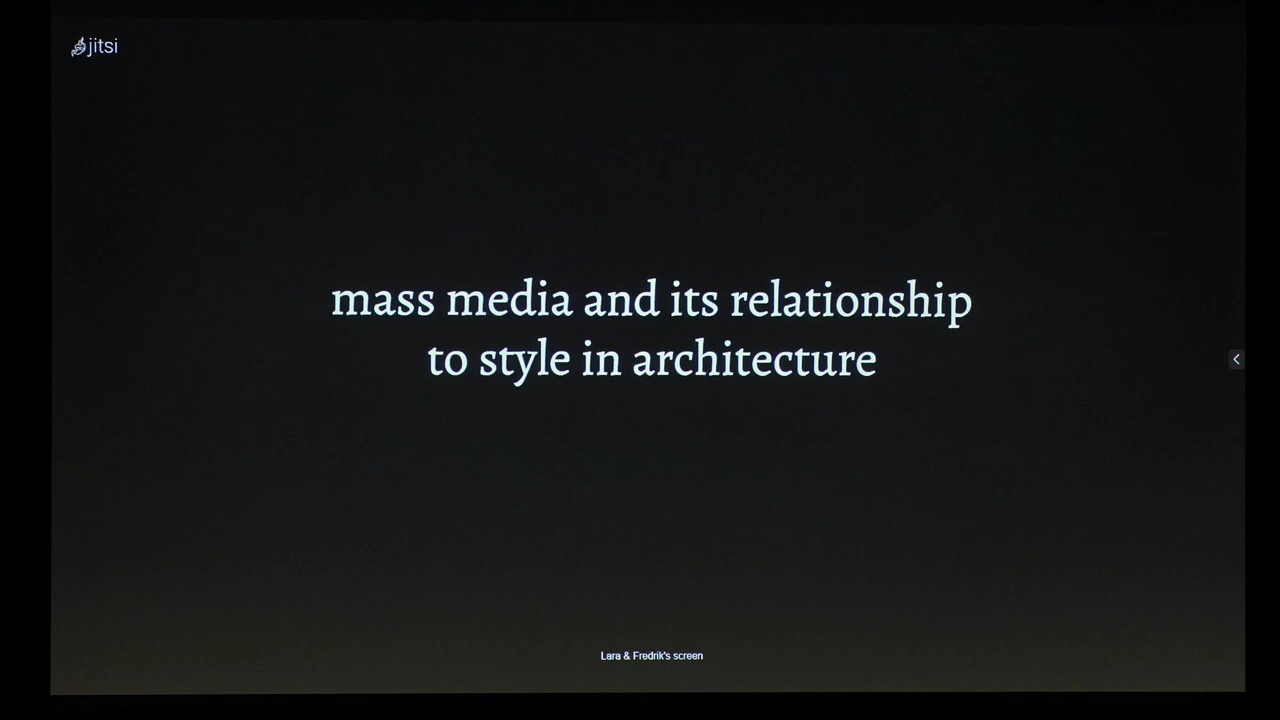 jitsi
mass media and its relationship
to style in architecture
Lara & Fredrik's screen